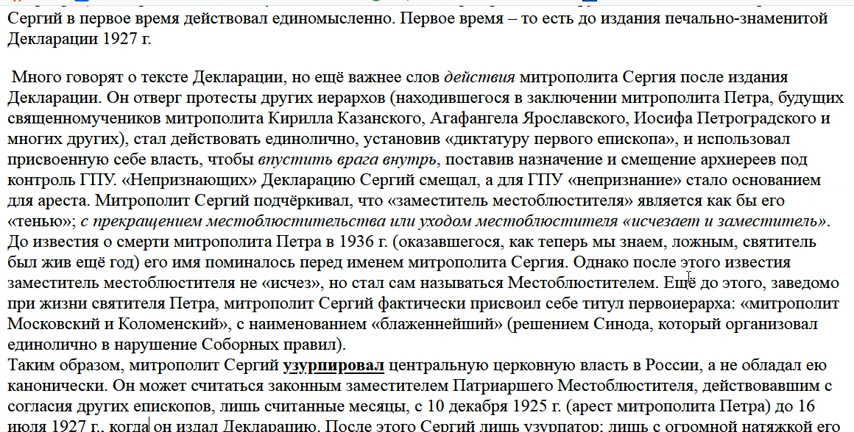 Сергий в первое время действовал единомысленно. Первое время – то есть до издания печально-знаменитой
Декларации 1927 г.
Много говорят о тексте Декларации, но ещё важнее слов действия митрополита Сергия после издания
Декларации. Он отверг протесты других иерархов (находившегося в заключении митрополита Петра, будущих
священномучеников митрополита Кирилла Казанского, Агафангела Ярославского, Иосифа Петроградского и
многих других), стал действовать единолично, установив «диктатуру первого епископа», и использовал
присвоенную себе власть, чтобы впустить врага внутрь, поставив назначение и смещение архиереев под
контроль ГПУ. «Непризнающих» Декларацию Сергий смещал, а для ГПУ «непризнание» стало основанием
для ареста. Митрополит Сергий подчёркивал, что «заместитель местоблюстителя» является как бы его
«тенью»; с прекращением местоблюстительства или уходом местоблюстителя «исчезает и заместитель».
До известия о смерти митрополита Петра в 1936 г. (оказавшегося, как теперь мы знаем, ложным, святитель
был жив ещё год) его имя поминалось перед именем митрополита Сергия. Однако после этого известия
заместитель местоблюстителя не «исчез», но стал сам называться Местоблюстителем. Ещё до этого, заведомо
при жизни святителя Петра, митрополит Сергий фактически присвоил себе титул первоиерарха: «митрополит
Московский и Коломенский», с наименованием «блаженнейший» (решением Синода, который организовал
единолично в нарушение Соборных правил).
Таким образом, митрополит Сергий узурпировал центральную церковную власть в России, а не обладал ею
канонически. Он может считаться законным заместителем Патриаршего Местоблюстителя, действовавшим с
согласия других епископов, лишь считанные месяцы, с 10 декабря 1925 г. (арест митрополита Петра) до 16
июля 1927 г., когда он издал Декларацию. После этого Сергий лишь узурпатор; лишь с огромной натяжкой его